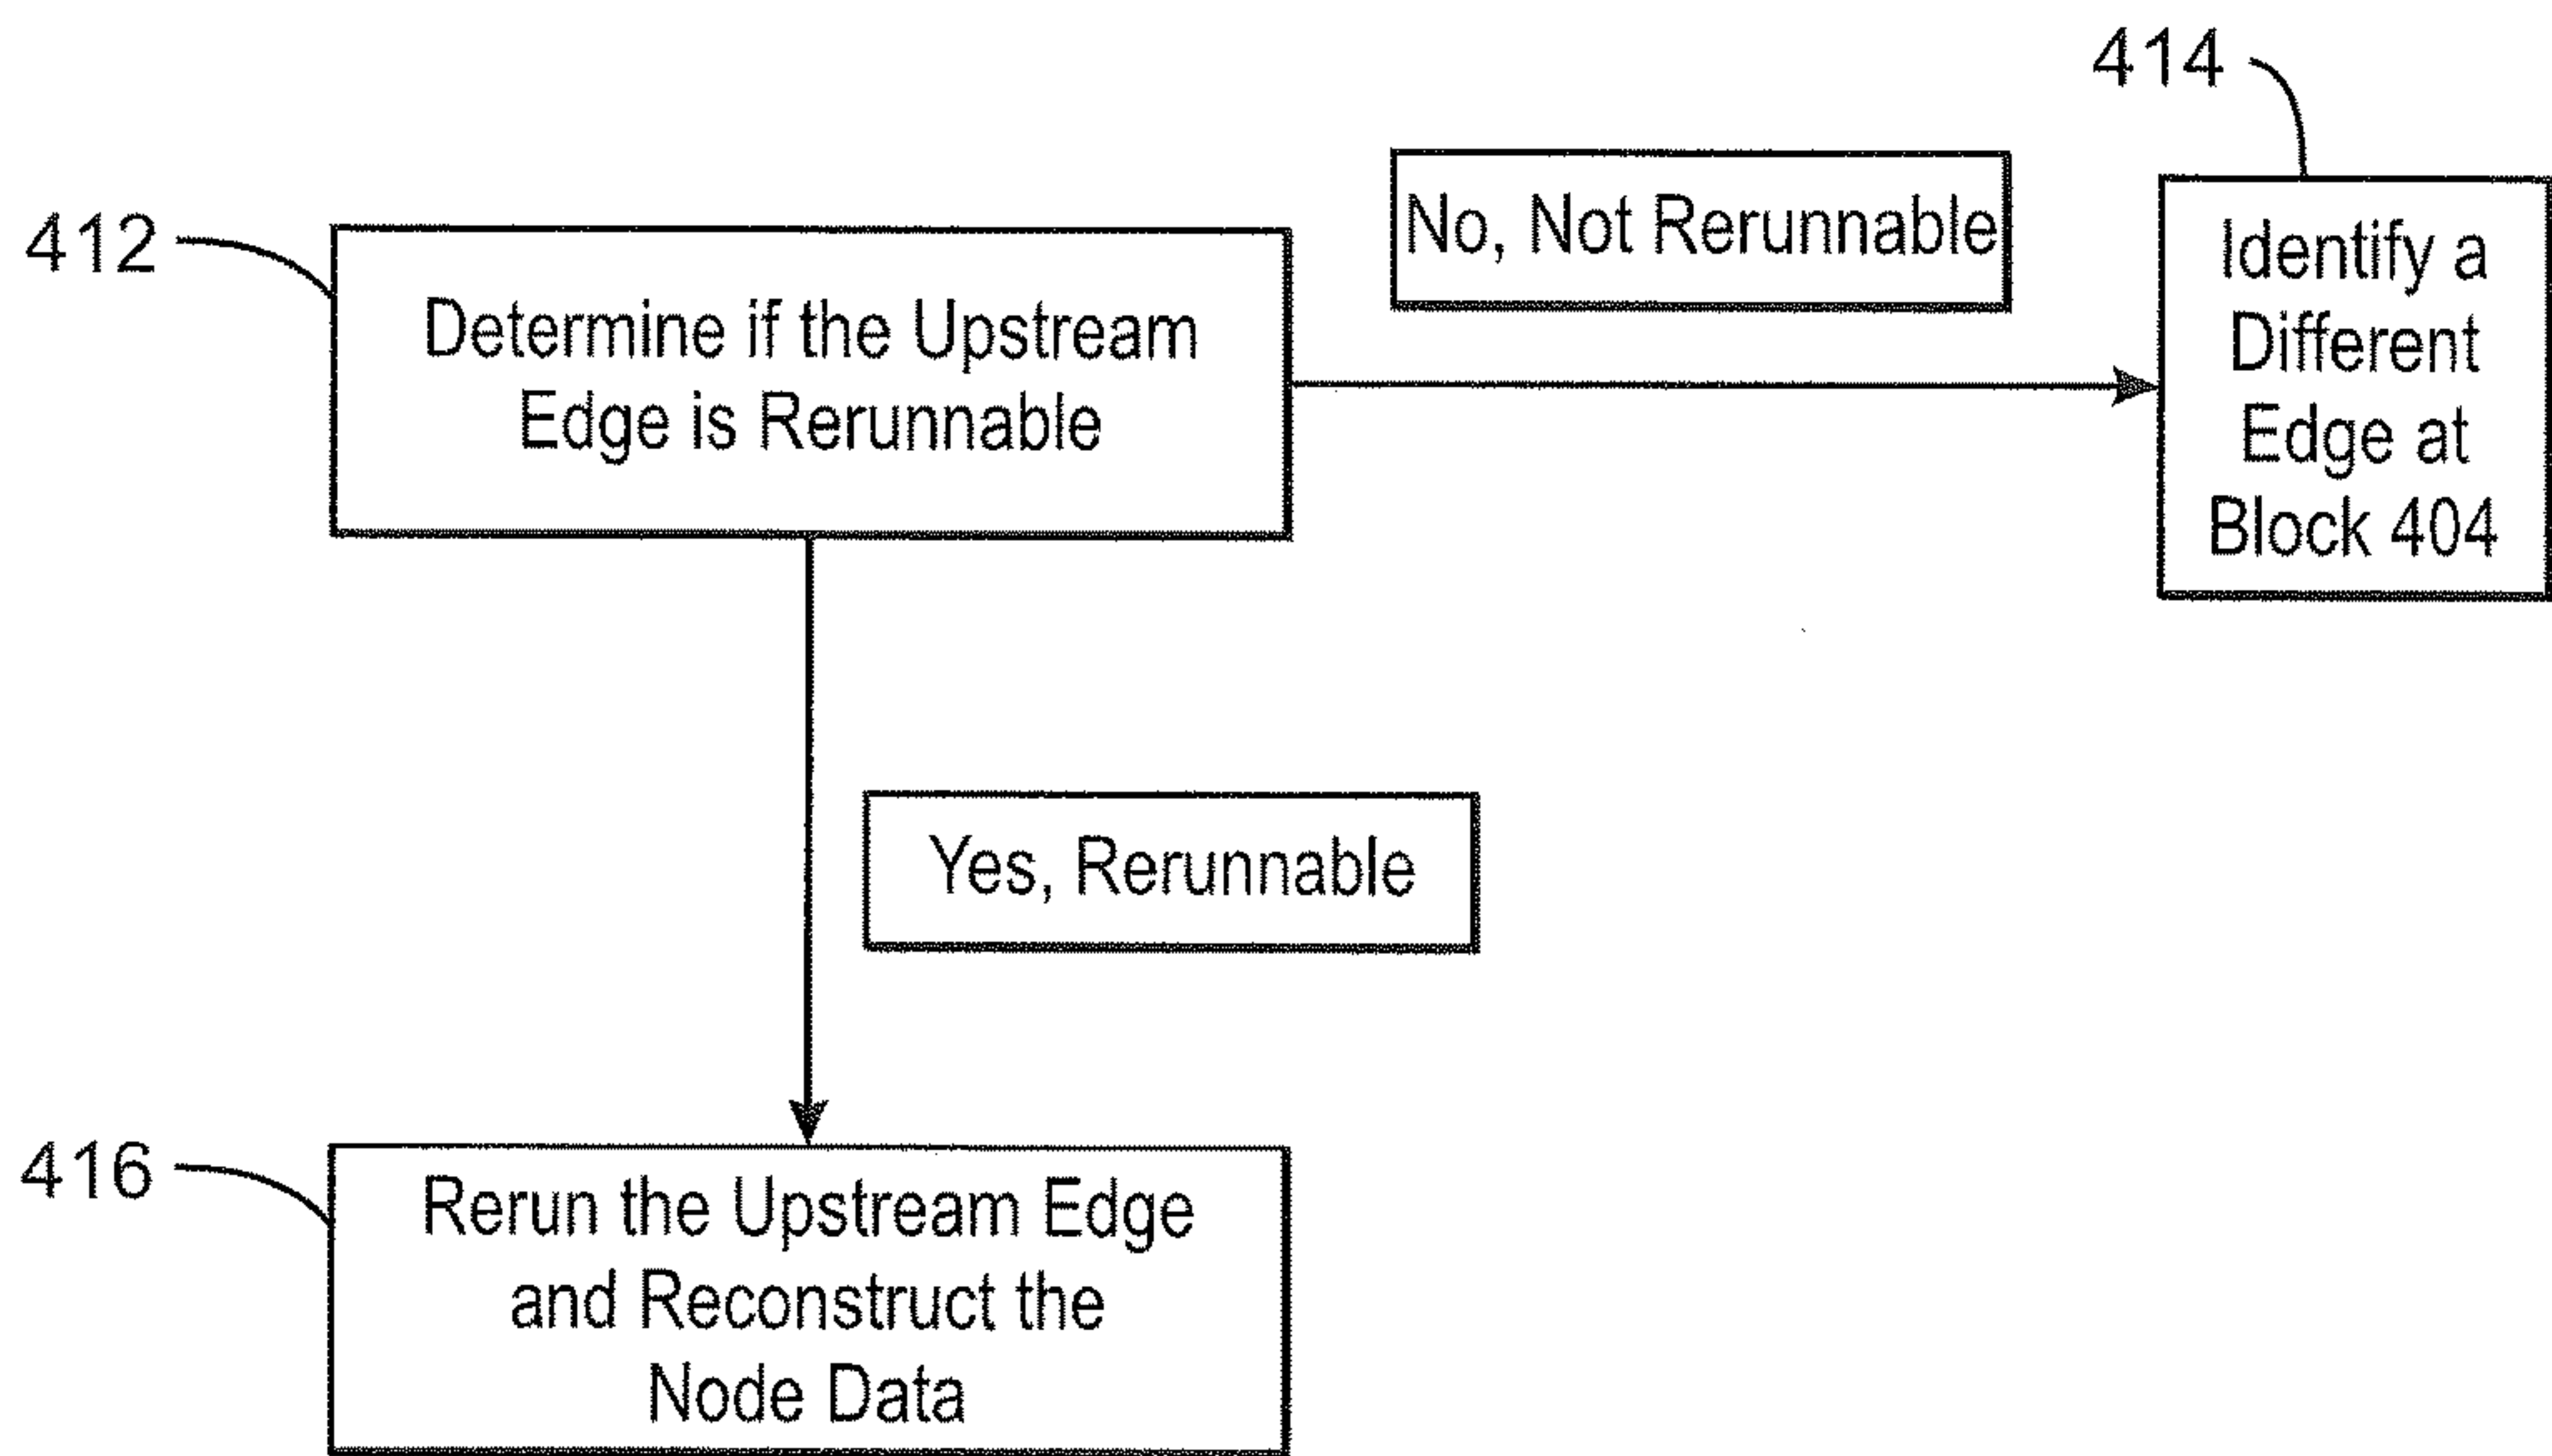 414
No, Not Rerunnable
412
Determine if the Upstream
Edge is Rerunnable
Identify a
Different
Edge at
Block 404
Yes, Rerunnable
416
Rerun the Upstream Edge
and Reconstruct the
Node Data